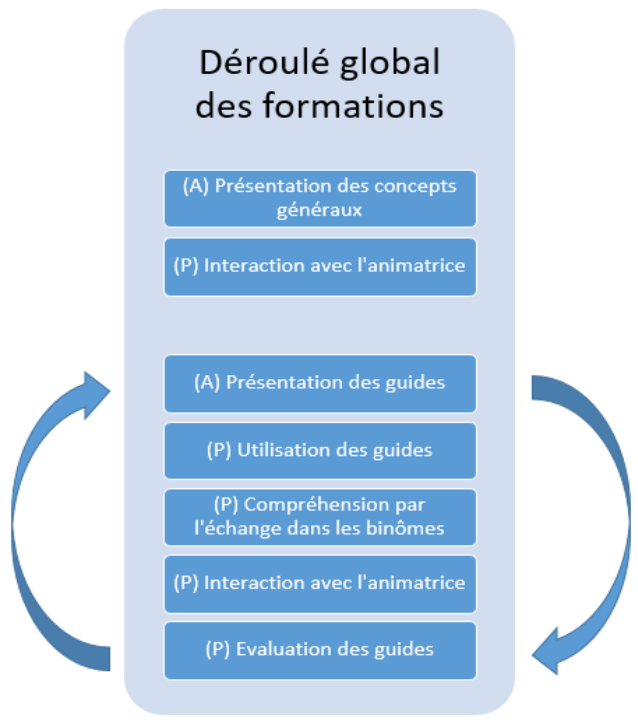 Déroulé global
des formations
(A) Présentation des concepts
généraux
(P) Interaction avec l'animatrice
(A) Présentation des guides
(P) Utilisation des guides
(P) Compréhension par
l'échange dans les binômes
(P) Interaction avec l'animatrice
(P) Evaluation des guides